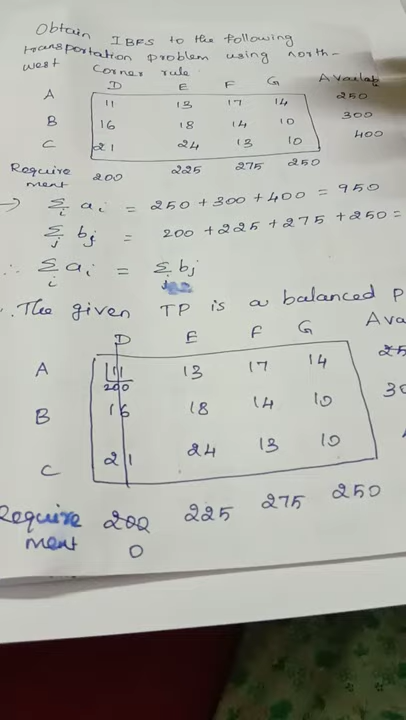 Obtain IBFS to the following
transportation problem using north-
west corner rule
D E F G Availab
A 11 13 17 14 250
B 16 18 14 10 300
C 21 24 13 10 400
Require
ment 200 225 275 250
→ Σ i ai = 250 + 300 + 400 = 950
Σ j bj = 200 + 225 + 275 + 250 =
∴ Σ i ai = Σ j bj
∴ The given TP is a balanced P
D E F G Ava
A 11 13 17 14 25
200
B 16 18 14 10 30
C 21 24 13 10
Require
ment 200 225 275 250
0